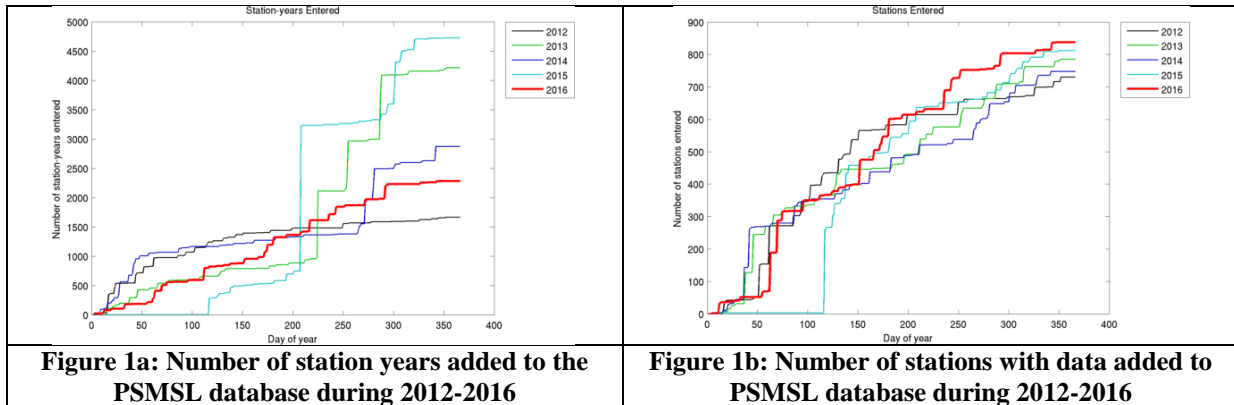 Station-years Entered
5000
4500
4000
3500
3000
2500
2000
1500
1000
500
0
Number of station-years entered
0 50 100 150 200 250 300 350 400
Day of year
2012
2013
2014
2015
2016
Figure 1a: Number of station years added to the
PSMSL database during 2012-2016
Stations Entered
900
800
700
600
500
400
300
200
100
0
Number of stations entered
0 50 100 150 200 250 300 350 400
Day of year
2012
2013
2014
2015
2016
Figure 1b: Number of stations with data added to
PSMSL database during 2012-2016